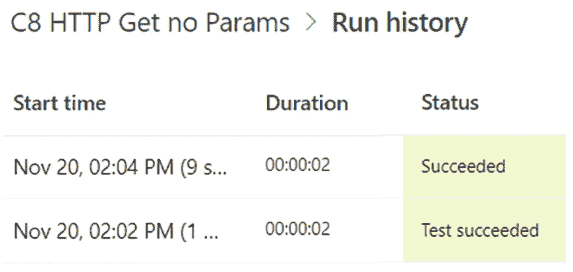 C8 HTTP Get no Params > Run history
Start time Duration Status
Nov 20, 02:04 PM (9 s... 00:00:02 Succeeded
Nov 20, 02:02 PM (1 ... 00:00:02 Test succeeded